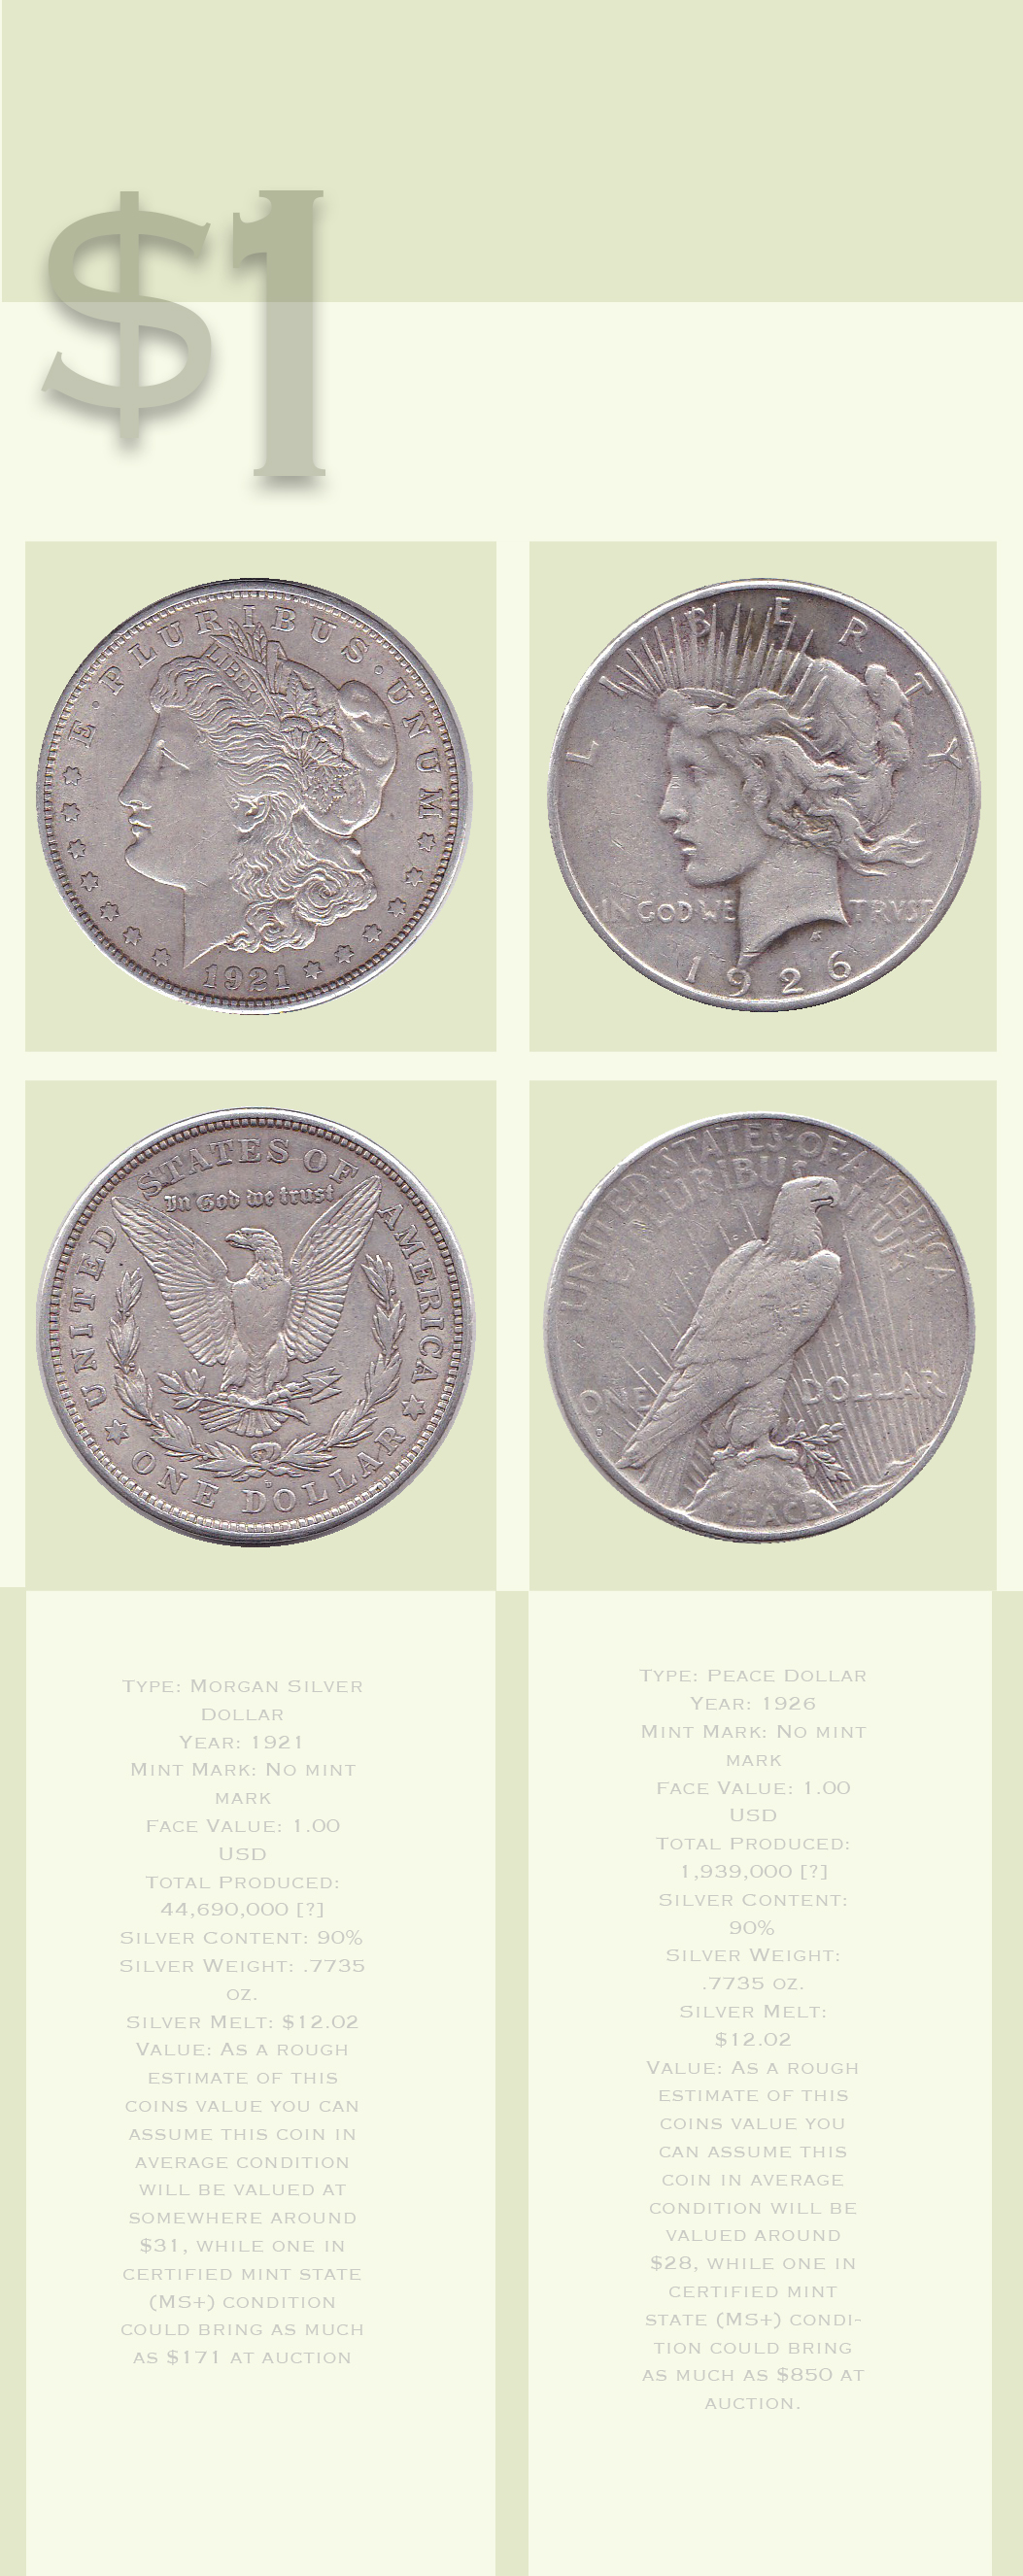 $1
E·PLURIBUS·UNUM
LIBERTY
1921
LIBERTY
IN GOD WE TRVST
1926
UNITED STATES OF AMERICA
In God we trust
ONE DOLLAR
D
UNITED·STATES·OF·AMERICA
PLURIBUS UNUM
ONE DOLLAR
D
PEACE
Type: Morgan Silver
Dollar
Year: 1921
Mint Mark: No mint
mark
Face Value: 1.00
USD
Total Produced:
44,690,000 [?]
Silver Content: 90%
Silver Weight: .7735
oz.
Silver Melt: $12.02
Value: As a rough
estimate of this
coins value you can
assume this coin in
average condition
will be valued at
somewhere around
$31, while one in
certified mint state
(MS+) condition
could bring as much
as $171 at auction
Type: Peace Dollar
Year: 1926
Mint Mark: No mint
mark
Face Value: 1.00
USD
Total Produced:
1,939,000 [?]
Silver Content:
90%
Silver Weight:
.7735 oz.
Silver Melt:
$12.02
Value: As a rough
estimate of this
coins value you
can assume this
coin in average
condition will be
valued around
$28, while one in
certified mint
state (MS+) condi-
tion could bring
as much as $850 at
auction.